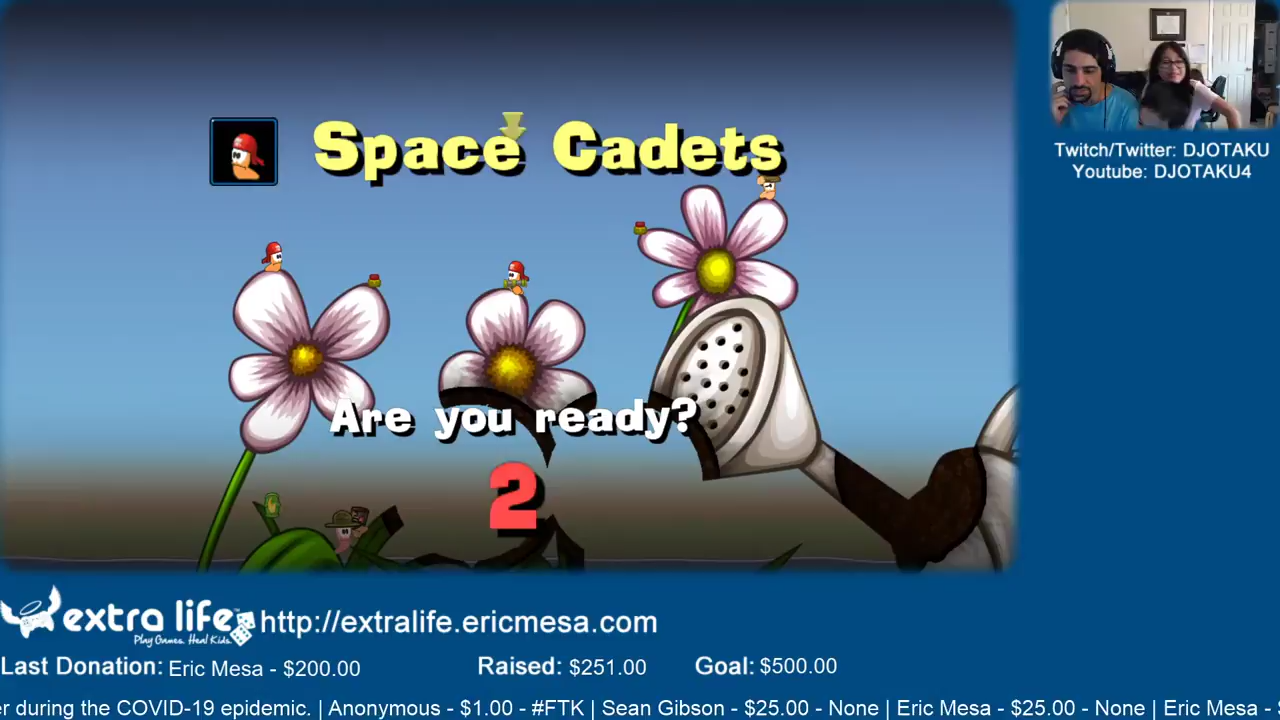 Space Cadets
Twitch/Twitter: DJOTAKU
Youtube: DJOTAKU4
Are you ready?
2
extra life
Play Games. Heal Kids.
http://extralife.ericmesa.com
Last Donation: Eric Mesa - $200.00 Raised: $251.00 Goal: $500.00
er during the COVID-19 epidemic. | Anonymous - $1.00 - #FTK | Sean Gibson - $25.00 - None | Eric Mesa - $25.00 - None | Eric Mesa -